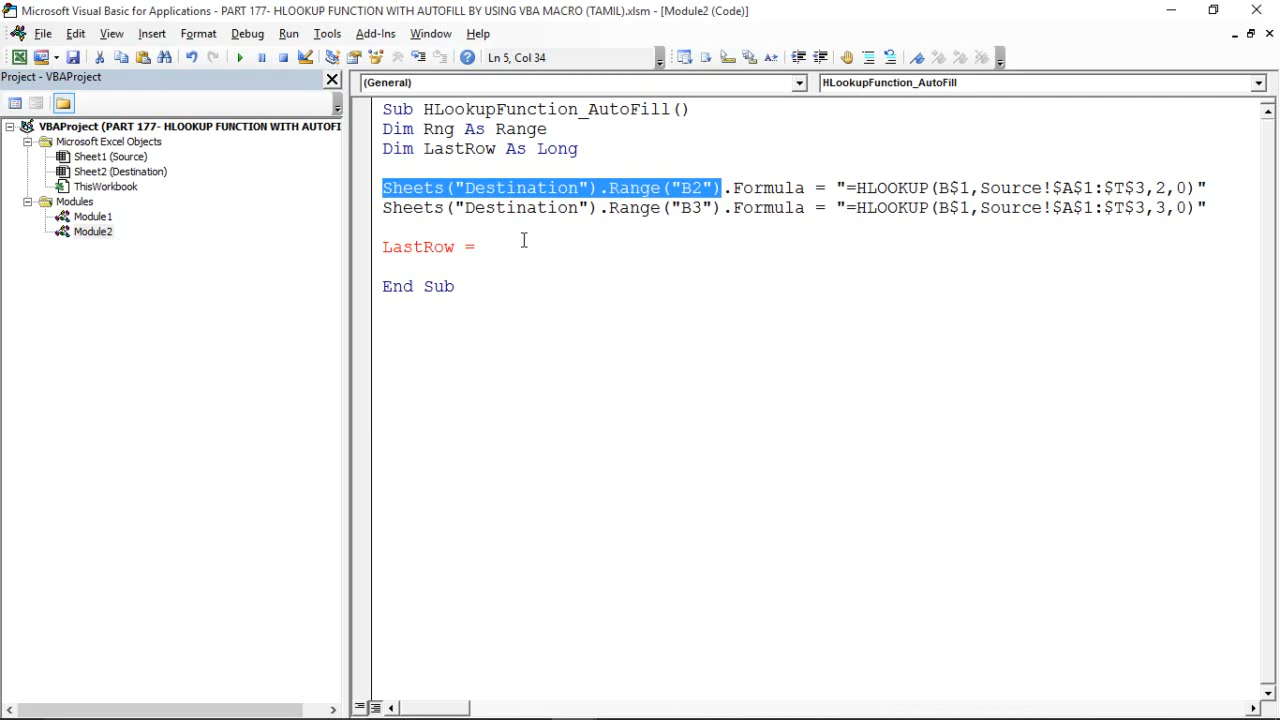 Microsoft Visual Basic for Applications - PART 177- HLOOKUP FUNCTION WITH AUTOFILL BY USING VBA MACRO (TAMIL).xlsm - [Module2 (Code)]
File Edit View Insert Format Debug Run Tools Add-Ins Window Help
Ln 5, Col 34
Project - VBAProject
(General) HLookupFunction_AutoFill
VBAProject (PART 177- HLOOKUP FUNCTION WITH AUTOFI
Microsoft Excel Objects
Sheet1 (Source)
Sheet2 (Destination)
ThisWorkbook
Modules
Module1
Module2
Sub HLookupFunction_AutoFill()
Dim Rng As Range
Dim LastRow As Long
Sheets("Destination").Range("B2").Formula = "=HLOOKUP(B$1,Source!$A$1:$T$3,2,0)"
Sheets("Destination").Range("B3").Formula = "=HLOOKUP(B$1,Source!$A$1:$T$3,3,0)"
LastRow =
End Sub